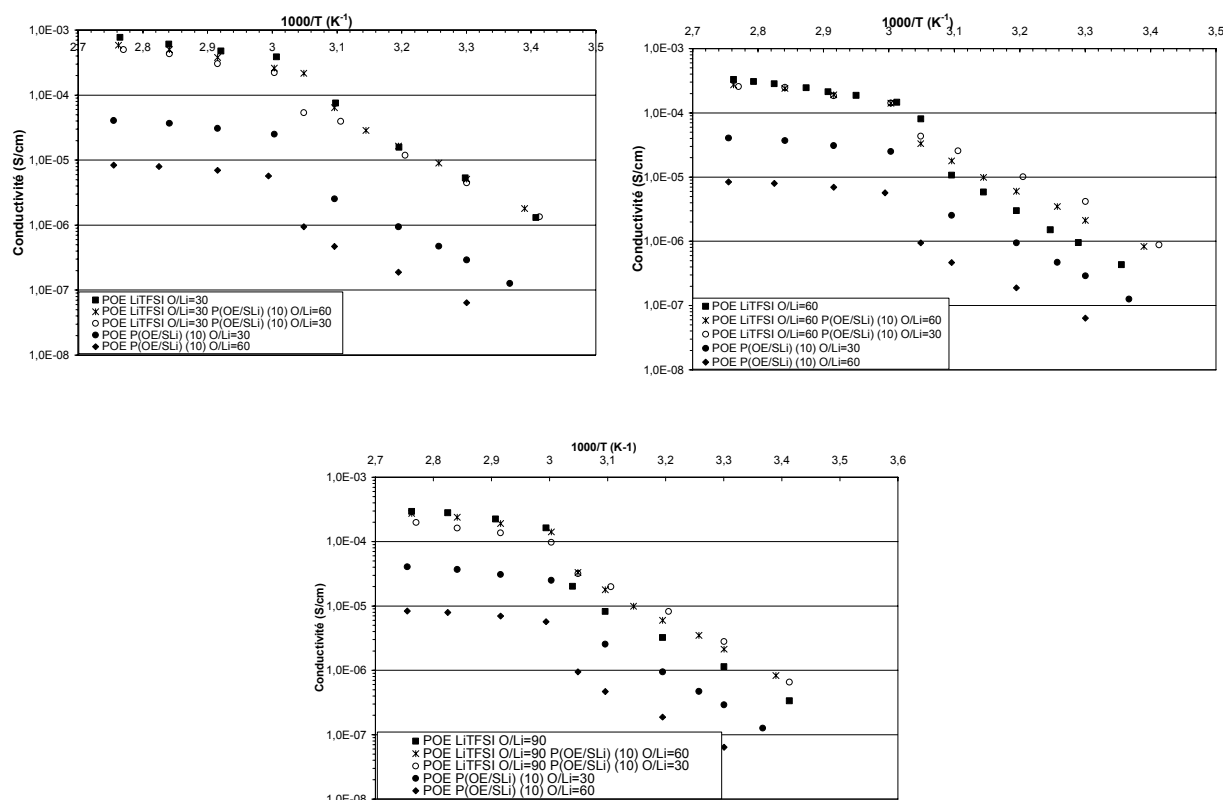 1000/T (K-1)
2,7 2,8 2,9 3 3,1 3,2 3,3 3,4 3,5
1,0E-03
1,0E-04
1,0E-05
1,0E-06
1,0E-07
1,0E-08
Conductivité (S/cm)
POE LiTFSI O/Li=30
POE LiTFSI O/Li=30 P(OE/SLi) (10) O/Li=60
POE LiTFSI O/Li=30 P(OE/SLi) (10) O/Li=30
POE P(OE/SLi) (10) O/Li=30
POE P(OE/SLi) (10) O/Li=60
1000/T (K-1)
2,7 2,8 2,9 3 3,1 3,2 3,3 3,4 3,5
1,0E-03
1,0E-04
1,0E-05
1,0E-06
1,0E-07
1,0E-08
Conductivité (S/cm)
POE LiTFSI O/Li=60
POE LiTFSI O/Li=60 P(OE/SLi) (10) O/Li=60
POE LiTFSI O/Li=60 P(OE/SLi) (10) O/Li=30
POE P(OE/SLi) (10) O/Li=30
POE P(OE/SLi) (10) O/Li=60
1000/T (K-1)
2,7 2,8 2,9 3 3,1 3,2 3,3 3,4 3,6
1,0E-03
1,0E-04
1,0E-05
1,0E-06
1,0E-07
1,0E-08
Conductivité (S/cm)
POE LiTFSI O/Li=90
POE LiTFSI O/Li=90 P(OE/SLi) (10) O/Li=60
POE LiTFSI O/Li=90 P(OE/SLi) (10) O/Li=30
POE P(OE/SLi) (10) O/Li=30
POE P(OE/SLi) (10) O/Li=60